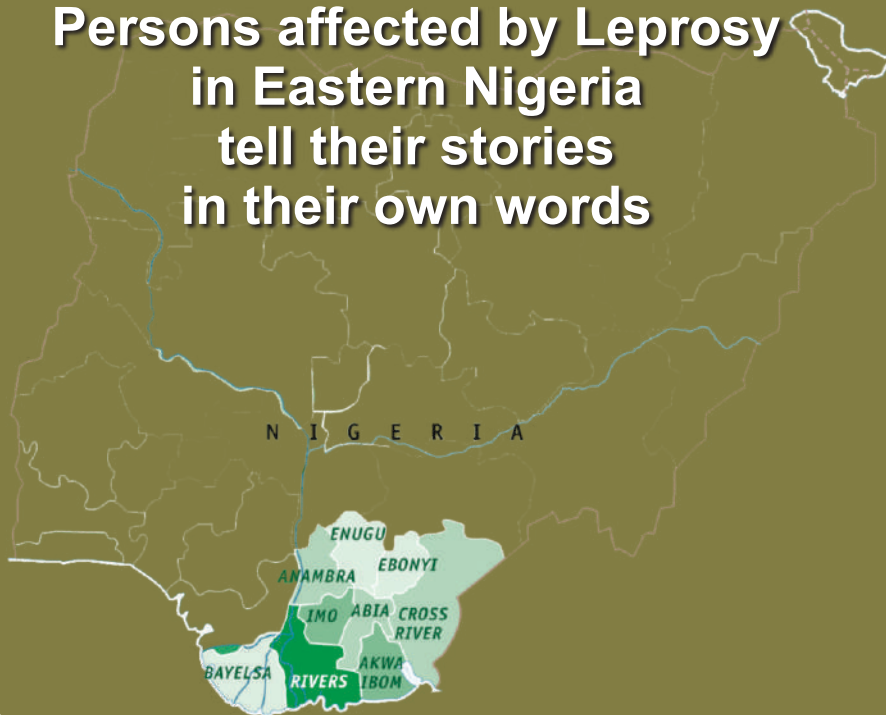 Persons affected by Leprosy
in Eastern Nigeria
tell their stories
in their own words
NIGERIA
ENUGU
EBONYI
ANAMBRA
IMO
ABIA
CROSS
RIVER
BAYELSA
RIVERS
AKWA
IBOM